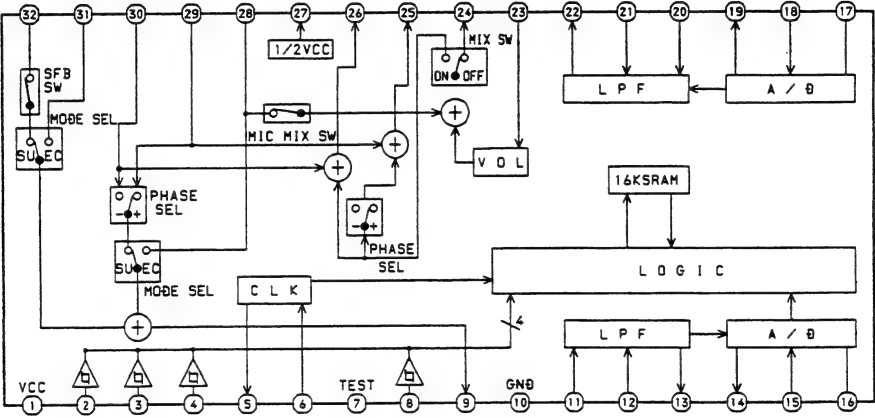 32 31 30 29 28 27 26 25 24 23 22 21 20 19 18 17
1/2VCC
MIX SW
ON OFF
SFB
SW
LPF
A/D
MODE SEL
SU EC
MIC MIX SW
+
+
+
VOL
16KSRAM
PHASE
SEL
- +
- +
PHASE
SEL
SU EC
MODE SEL
CLK
LOGIC
4
+
LPF
A/D
VCC
TEST
GND
1 2 3 4 5 6 7 8 9 10 11 12 13 14 15 16